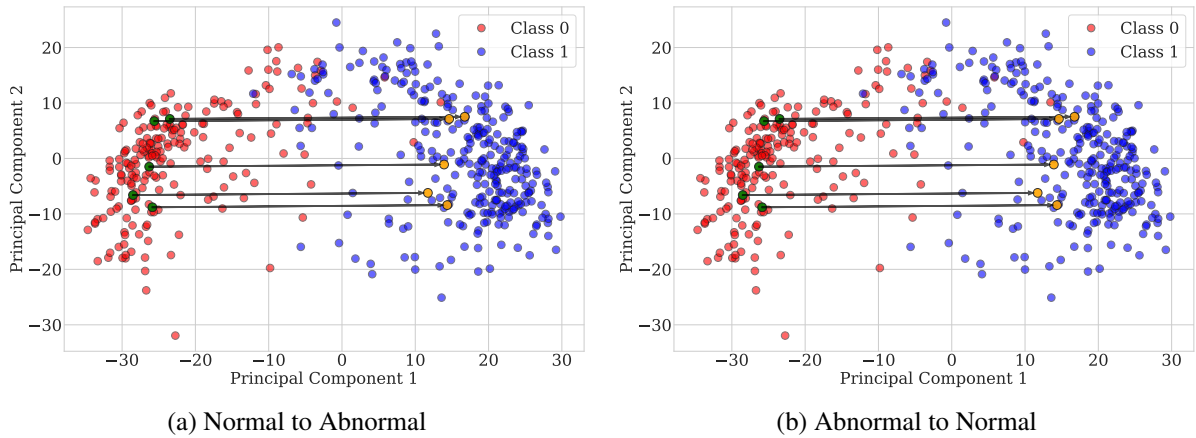 Class 0
Class 1
20
10
0
−10
−20
−30
Principal Component 2
−30
−20
−10
0
10
20
30
Principal Component 1
(a) Normal to Abnormal
Class 0
Class 1
20
10
0
−10
−20
−30
Principal Component 2
−30
−20
−10
0
10
20
30
Principal Component 1
(b) Abnormal to Normal